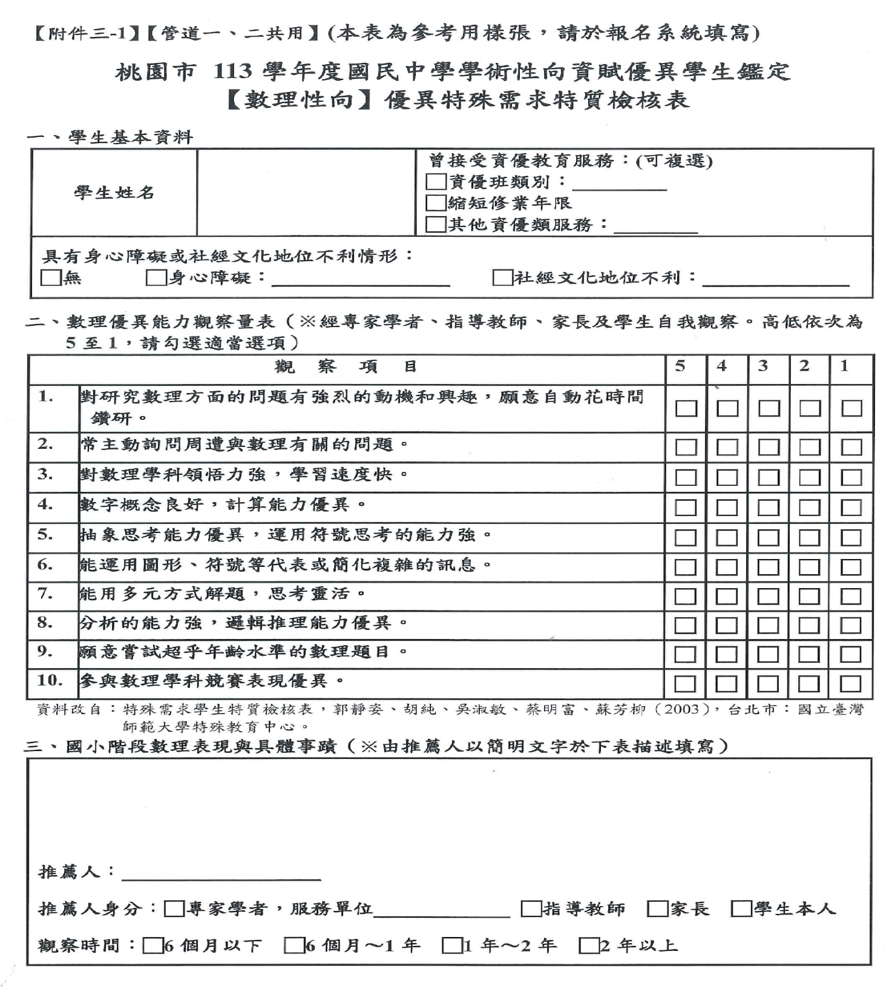 【附件三-1】【管道一、二共用】(本表為參考用樣張，請於報名系統填寫)
桃園市 113 學年度國民中學學術性向資賦優異學生鑑定
【數理性向】優異特殊需求特質檢核表
一、學生基本資料
學生姓名
曾接受資優教育服務：(可複選)
□資優班類別：
□縮短修業年限
□其他資優類服務：
具有身心障礙或社經文化地位不利情形：
□無 □身心障礙： □社經文化地位不利：
二、數理優異能力觀察量表（※經專家學者、指導教師、家長及學生自我觀察。高低依次為
5 至 1，請勾選適當選項）
觀 察 項 目 5 4 3 2 1
1. 對研究數理方面的問題有強烈的動機和興趣，願意自動花時間
鑽研。 □ □ □ □ □
2. 常主動詢問周遭與數理有關的問題。 □ □ □ □ □
3. 對數理學科領悟力強，學習速度快。 □ □ □ □ □
4. 數字概念良好，計算能力優異。 □ □ □ □ □
5. 抽象思考能力優異，運用符號思考的能力強。 □ □ □ □ □
6. 能運用圖形、符號等代表或簡化複雜的訊息。 □ □ □ □ □
7. 能用多元方式解題，思考靈活。 □ □ □ □ □
8. 分析的能力強，邏輯推理能力優異。 □ □ □ □ □
9. 願意嘗試超乎年齡水準的數理題目。 □ □ □ □ □
10. 參與數理學科競賽表現優異。 □ □ □ □ □
資料改自：特殊需求學生特質檢核表，郭靜姿、胡純、吳淑敏、蔡明富、蘇芳柳（2003），台北市：國立臺灣
師範大學特殊教育中心。
三、國小階段數理表現與具體事蹟（※由推薦人以簡明文字於下表描述填寫）
推薦人：
推薦人身分：□專家學者，服務單位 □指導教師 □家長 □學生本人
觀察時間：□6 個月以下 □6 個月～1 年 □1 年～2 年 □2 年以上